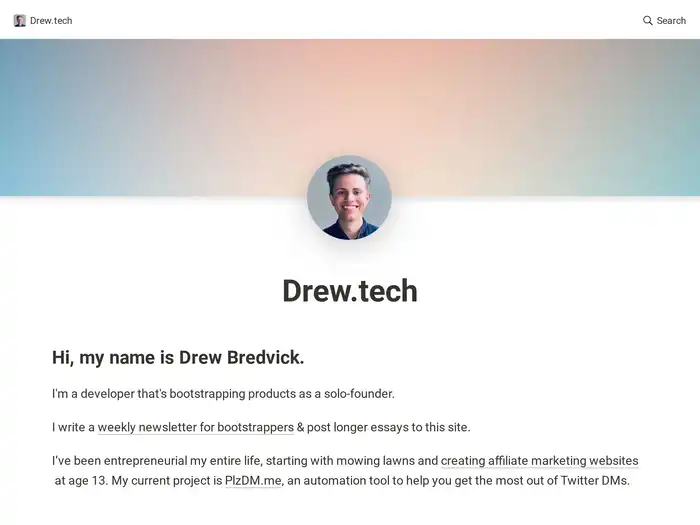 Drew.tech
Search
Drew.tech
Hi, my name is Drew Bredvick.
I'm a developer that's bootstrapping products as a solo-founder.
I write a weekly newsletter for bootstrappers & post longer essays to this site.
I've been entrepreneurial my entire life, starting with mowing lawns and creating affiliate marketing websites
at age 13. My current project is PlzDM.me, an automation tool to help you get the most out of Twitter DMs.